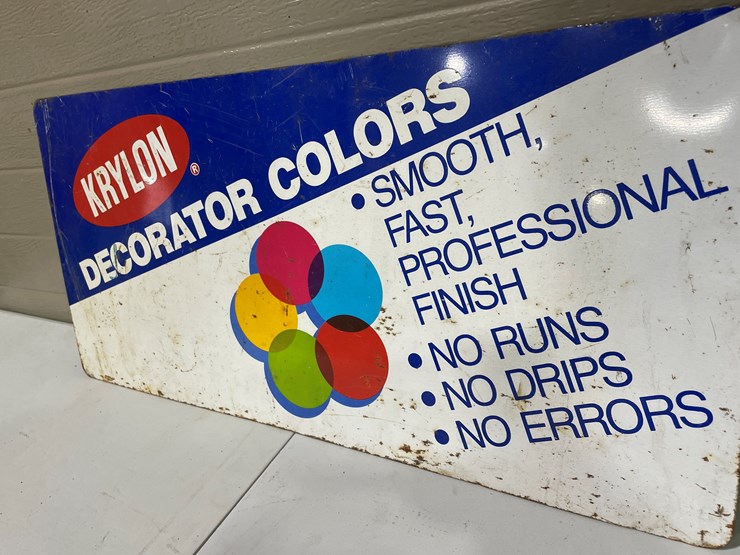 KRYLON®
DECORATOR COLORS
• SMOOTH,
FAST,
PROFESSIONAL
FINISH
• NO RUNS
• NO DRIPS
• NO ERRORS